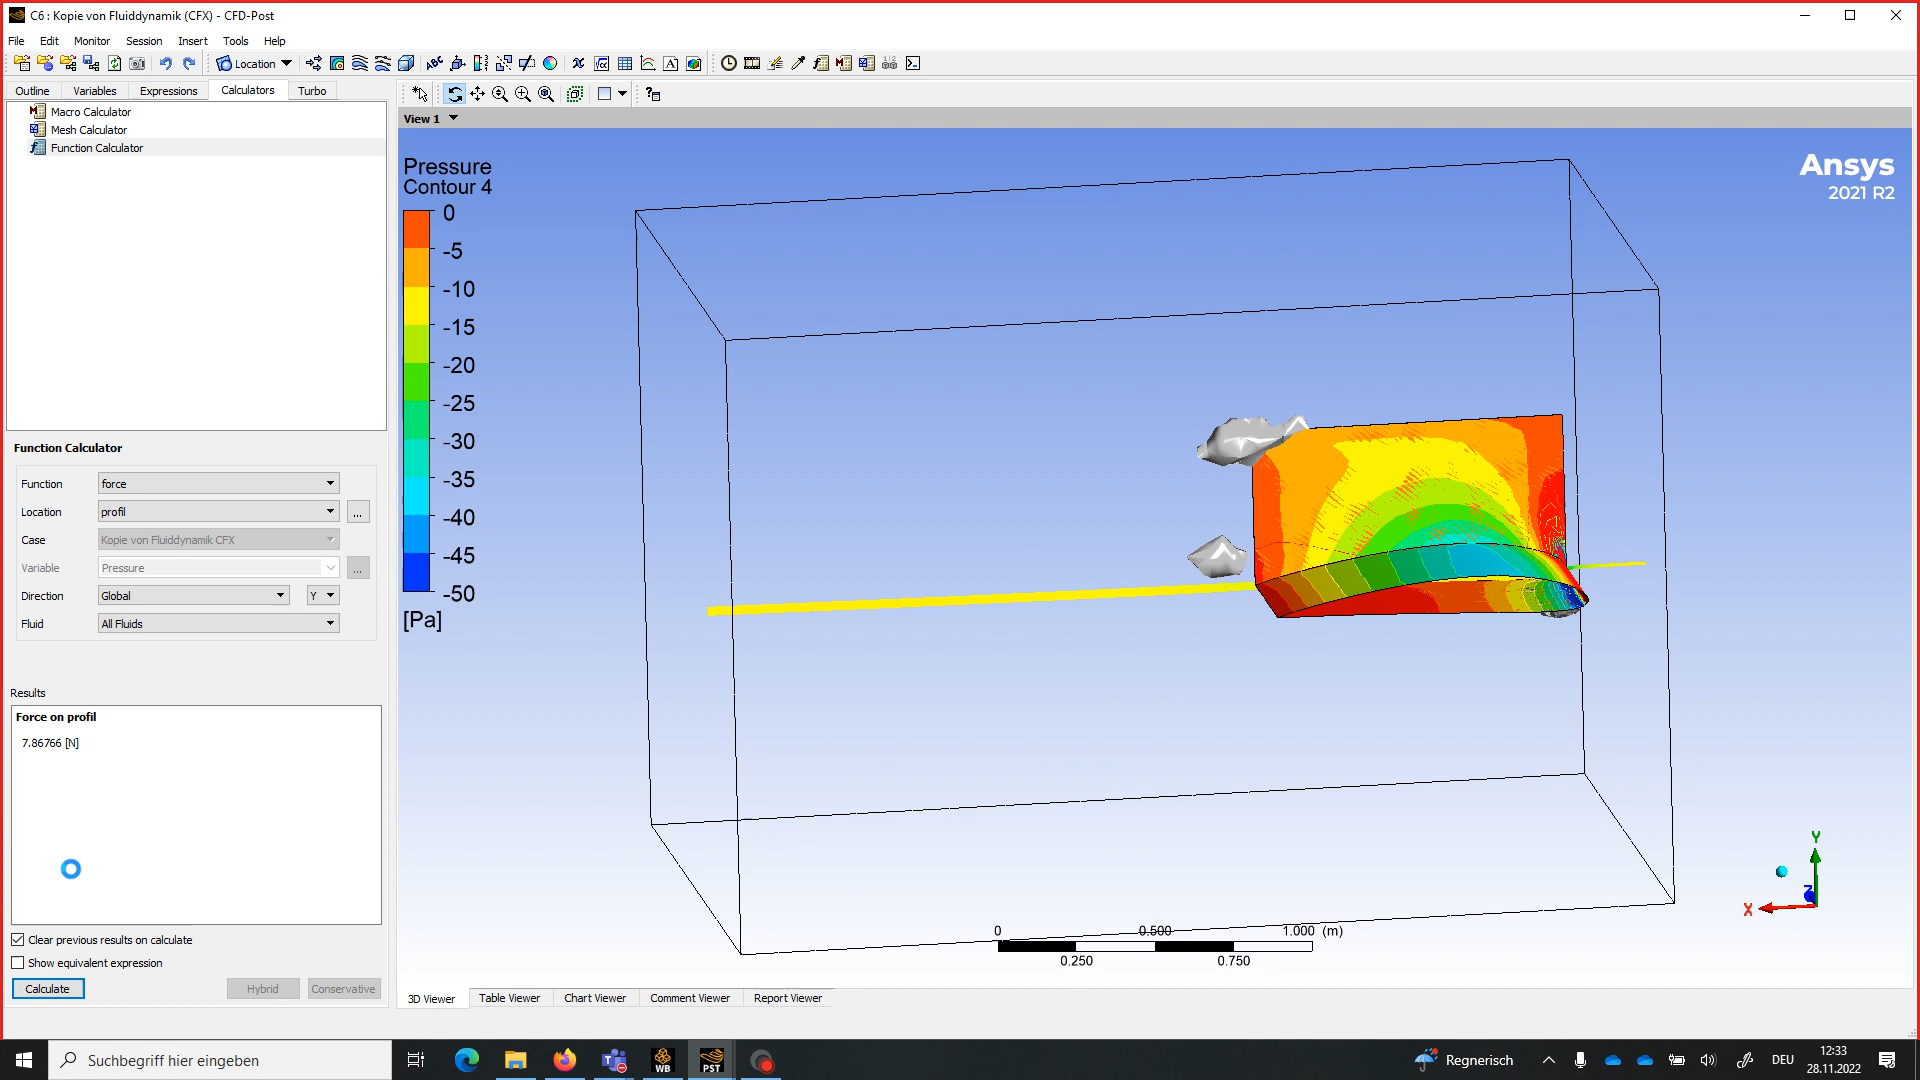 C6 : Kopie von Fluiddynamik (CFX) - CFD-Post
File Edit Monitor Session Insert Tools Help
Location
Outline Variables Expressions Calculators Turbo
Macro Calculator
Mesh Calculator
Function Calculator
Function Calculator
Function force
Location profil ...
Case Kopie von Fluiddynamik CFX
Variable Pressure ...
Direction Global Y
Fluid All Fluids
Results
Force on profil
7.86766 [N]
Clear previous results on calculate
Show equivalent expression
Calculate Hybrid Conservative
View 1
Pressure
Contour 4
0
-5
-10
-15
-20
-25
-30
-35
-40
-45
-50
[Pa]
Ansys
2021 R2
Y
X
Z
0 0.500 1.000 (m)
0.250 0.750
3D Viewer Table Viewer Chart Viewer Comment Viewer Report Viewer
Suchbegriff hier eingeben
WB
PST
Regnerisch
DEU
12:33
28.11.2022